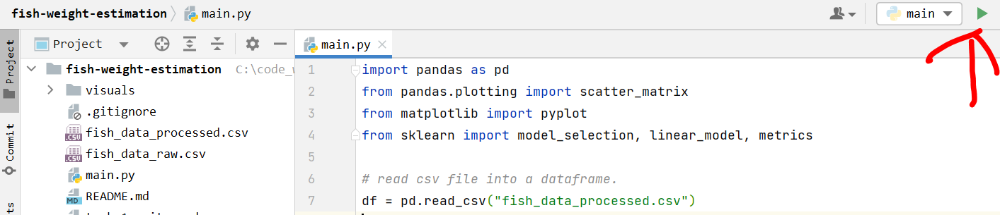 fish-weight-estimation main.py main
Project main.py
Project
fish-weight-estimation C:\code_w
visuals
.gitignore
fish_data_processed.csv
fish_data_raw.csv
main.py
README.md
Commit
1 import pandas as pd
2 from pandas.plotting import scatter_matrix
3 from matplotlib import pyplot
4 from sklearn import model_selection, linear_model, metrics
5
6 # read csv file into a dataframe.
7 df = pd.read_csv("fish_data_processed.csv")